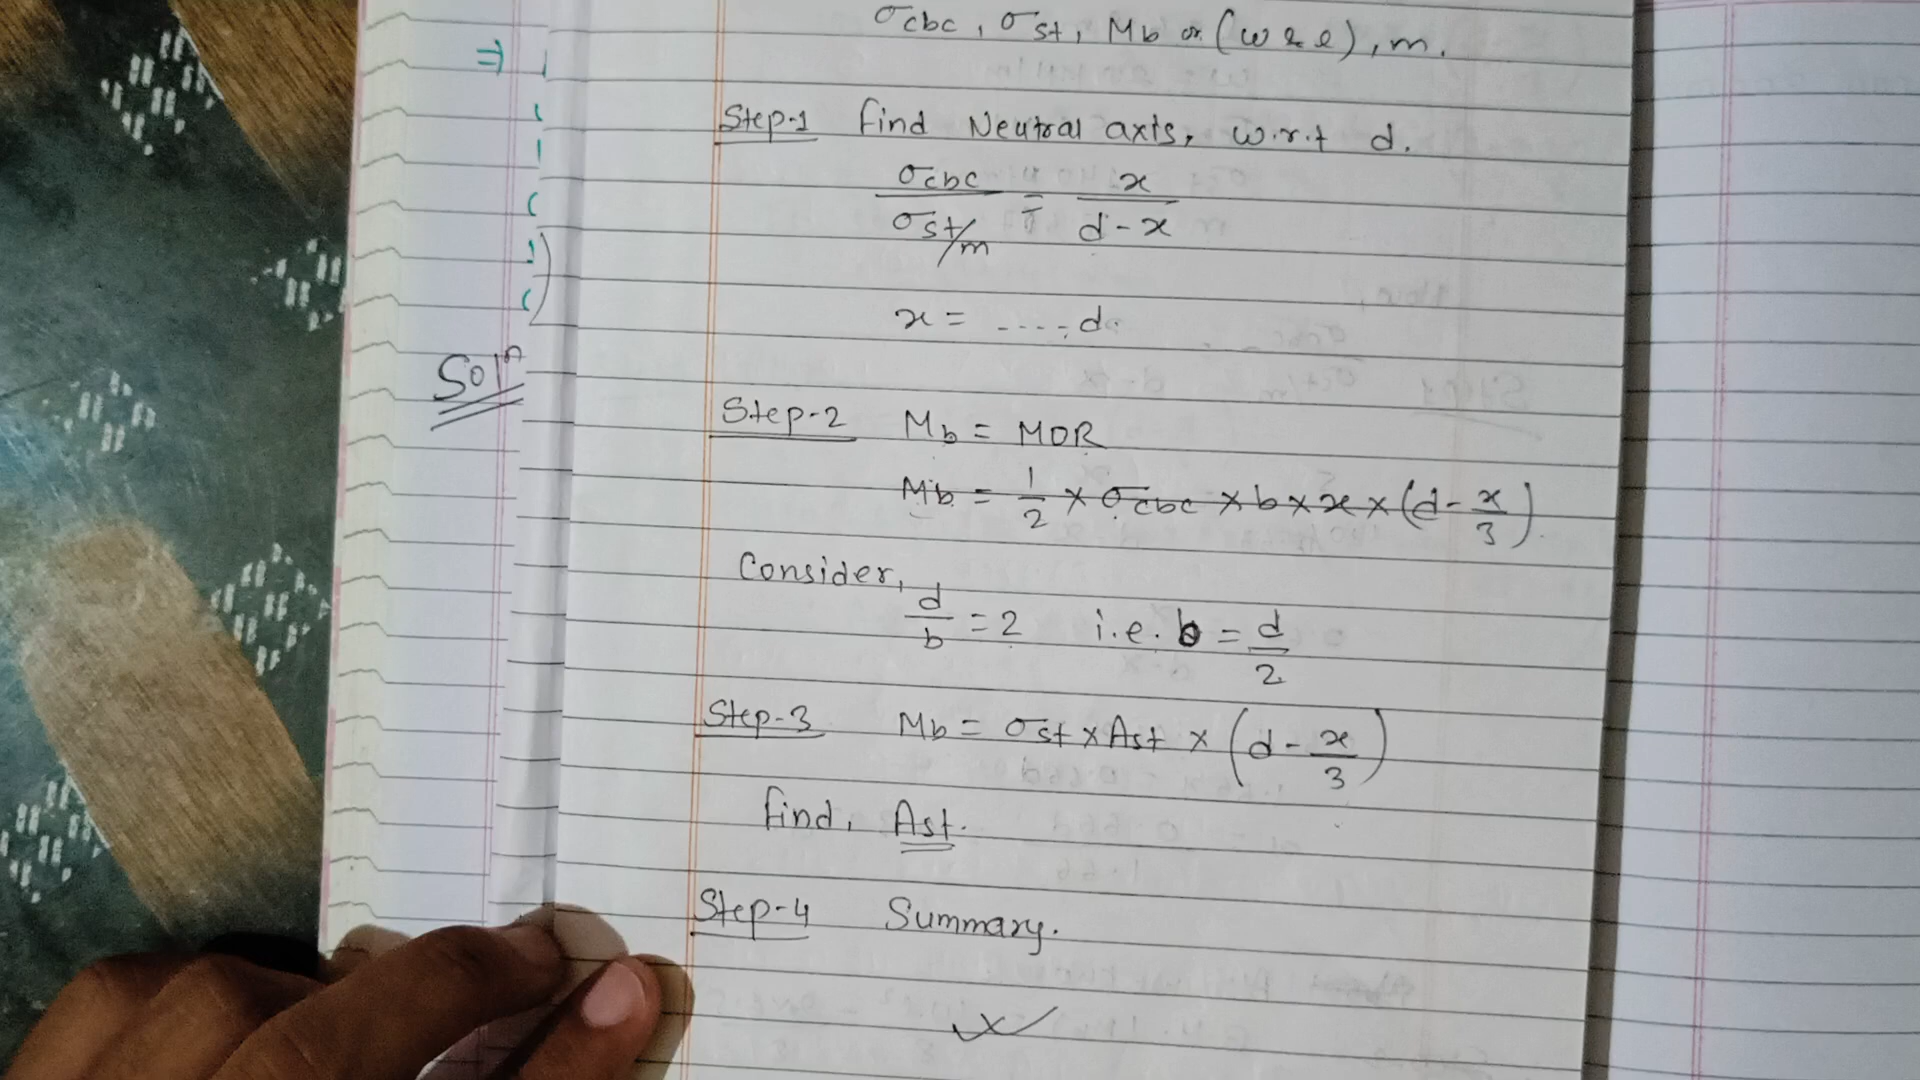 σcbc, σst, Mb or (w & l), m.
⇒
Step-1 find Neutral axis, w.r.t d.
σcbc / (σst/m) = x / (d-x)
x = ....d.
Soln
Step-2 Mb = MOR
Mb = 1/2 × σcbc × b × x × (d - x/3).
Consider,
d/b = 2 i.e. b = d/2
Step-3 Mb = σst × Ast × (d - x/3)
find, Ast.
Step-4 Summary.